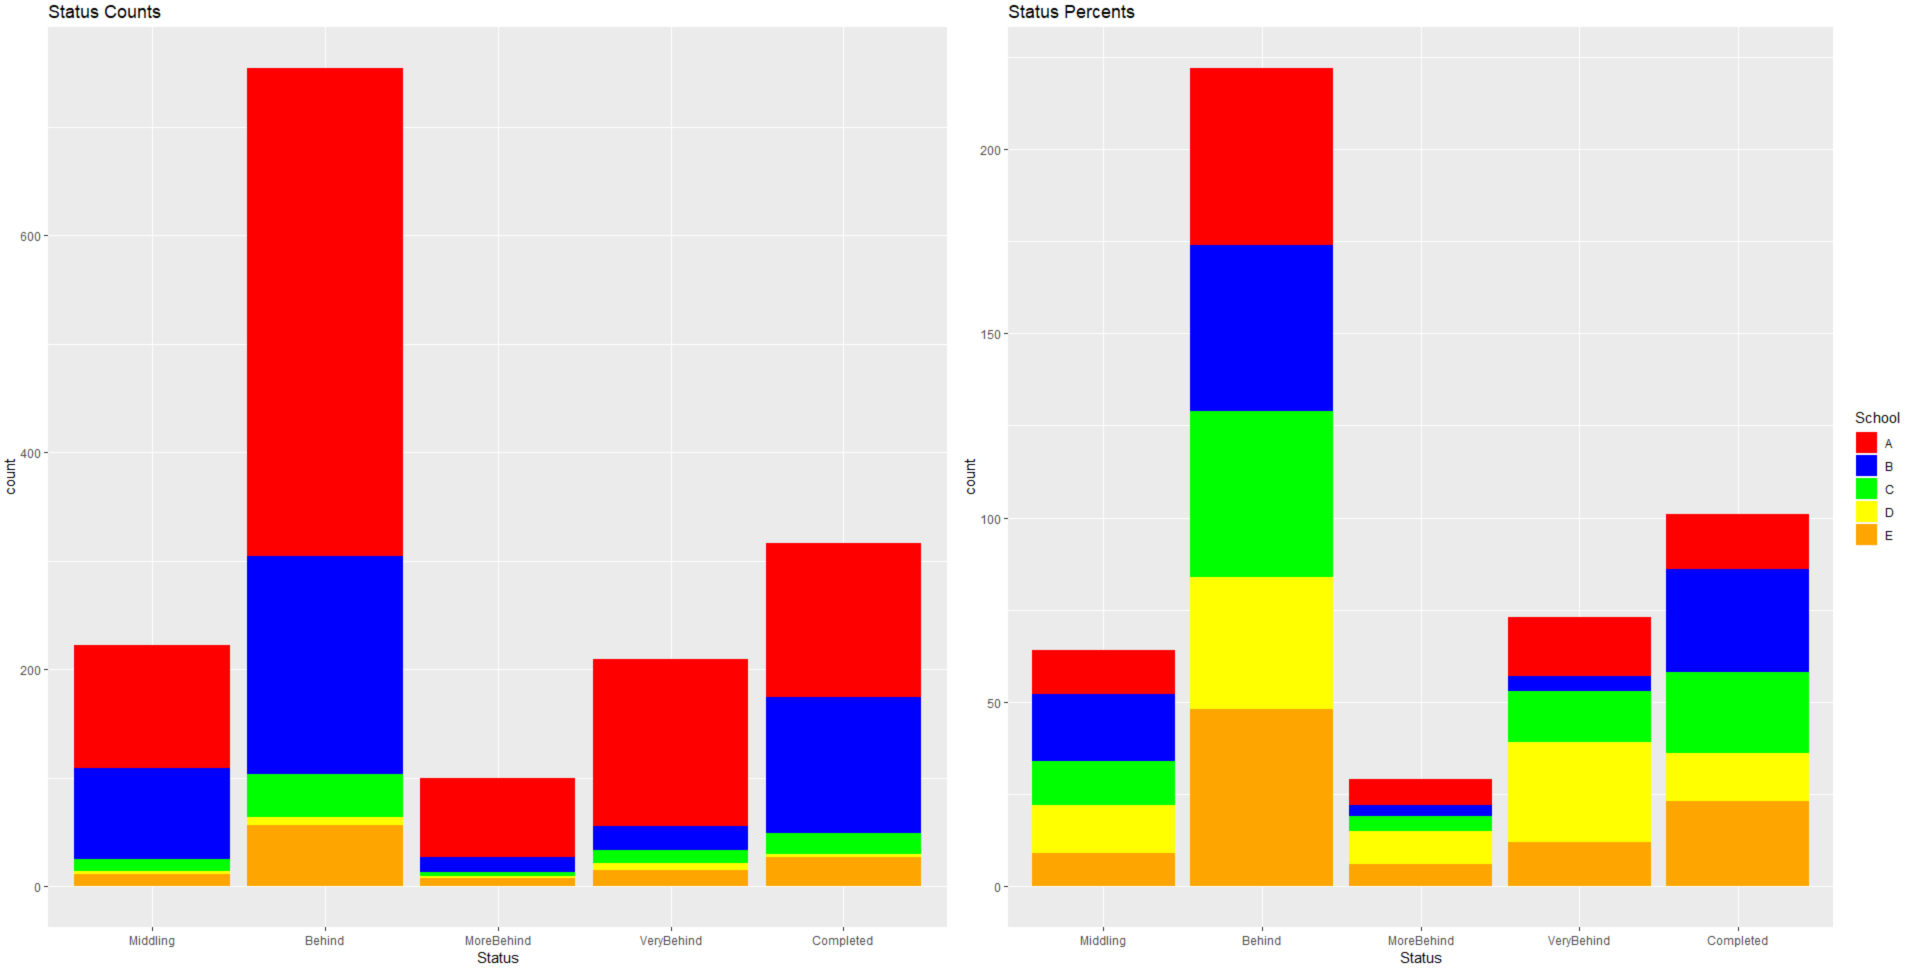 Status Counts
count
600
400
200
0
Middling
Behind
MoreBehind
VeryBehind
Completed
Status
Status Percents
count
200
150
100
50
0
Middling
Behind
MoreBehind
VeryBehind
Completed
Status
School
A
B
C
D
E